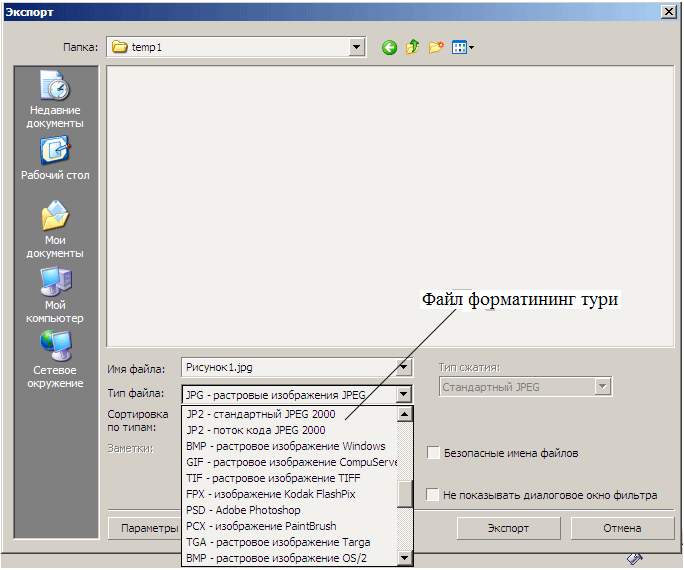 Экспорт
Папка:
temp1
Недавние
документы
Рабочий стол
Мои
документы
Мой
компьютер
Сетевое
окружение
Файл форматининг тури
Имя файла:
Рисунок1.jpg
Тип сжатия:
Тип файла:
JPG - растровые изображения JPEG
Стандартный JPEG
Сортировка
по типам:
JP2 - стандартный JPEG 2000
JP2 - поток кода JPEG 2000
Заметки:
BMP - растровое изображение Windows
GIF - растровое изображение CompuServe
TIF - растровое изображение TIFF
FPX - изображение Kodak FlashPix
PSD - Adobe Photoshop
PCX - изображение PaintBrush
TGA - растровое изображение Targa
BMP - растровое изображение OS/2
Безопасные имена файлов
Не показывать диалоговое окно фильтра
Параметры
Экспорт
Отмена